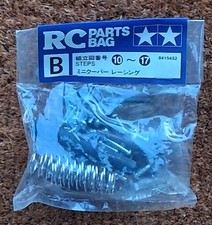 RC PARTS BAG
B
組立図番号
STEPS
⑩~⑰
9415452
ミニクーパー レーシング